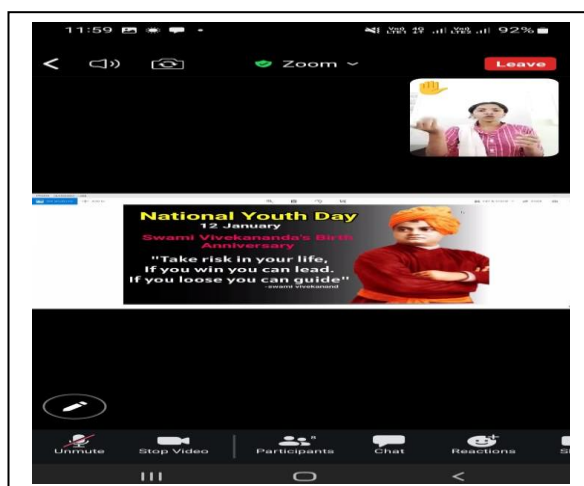 11:59
92%
Zoom
Leave
National Youth Day
12 January
Swami Vivekananda's Birth
Anniversary
"Take risk in your life,
If you win you can lead.
If you loose you can guide"
-swami vivekanand
Unmute
Stop Video
Participants
Chat
Reactions